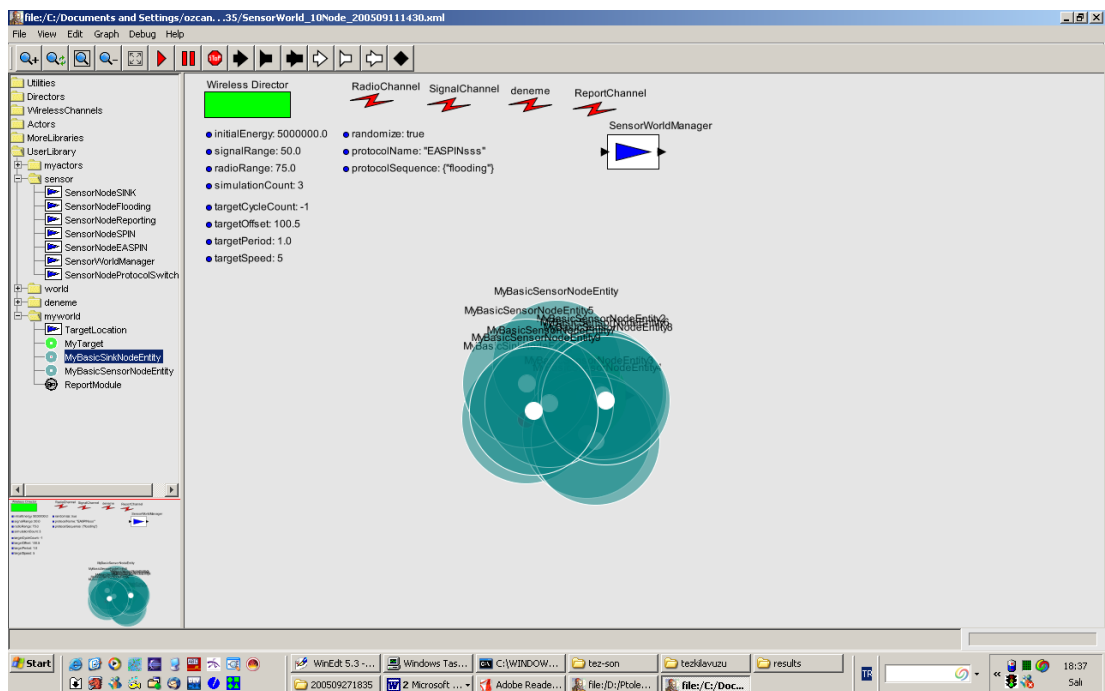 file:/C:/Documents and Settings/ozcan. . .35/SensorWorld_10Node_200509111430.xml
File View Edit Graph Debug Help
STOP
Utilities
Directors
WirelessChannels
Actors
MoreLibraries
UserLibrary
myactors
sensor
SensorNodeSINK
SensorNodeFlooding
SensorNodeReporting
SensorNodeSPIN
SensorNodeEASPIN
SensorWorldManager
SensorNodeProtocolSwitch
world
deneme
myworld
TargetLocation
MyTarget
MyBasicSinkNodeEntity
MyBasicSensorNodeEntity
ReportModule
Wireless Director
RadioChannel SignalChannel deneme ReportChannel
SensorWorldManager
initialEnergy: 5000000.0
signalRange: 50.0
radioRange: 75.0
simulationCount: 3
targetCycleCount: -1
targetOffset: 100.5
targetPeriod: 1.0
targetSpeed: 5
randomize: true
protocolName: "EASPINsss"
protocolSequence: {"flooding"}
MyBasicSensorNodeEntity
MyBasicSensorNodeEntity5
MyBasicSensorNodeEntity2
MyBasicSensorNodeEntity9
Start
WinEdt 5.3 -...
Windows Tas...
C:\WINDOW...
tez-son
tezkilavuzu
results
200509271835
2 Microsoft ...
Adobe Reade...
file:/D:/Ptole...
file:/C:/Doc...
TR
18:37
Salı